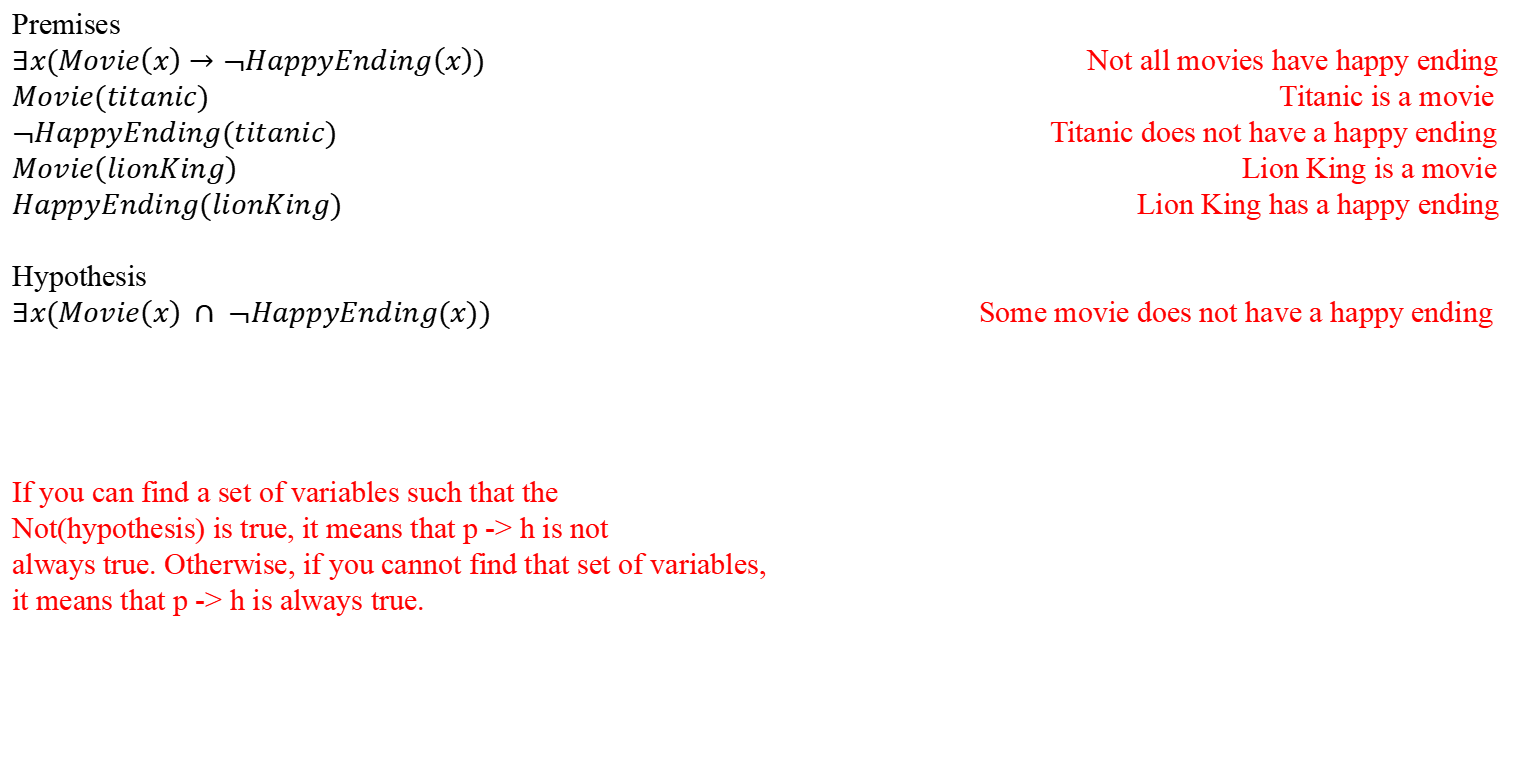 Premises
∃x(Movie(x) → ¬HappyEnding(x)) Not all movies have happy ending
Movie(titanic) Titanic is a movie
¬HappyEnding(titanic) Titanic does not have a happy ending
Movie(lionKing) Lion King is a movie
HappyEnding(lionKing) Lion King has a happy ending
Hypothesis
∃x(Movie(x) ∩ ¬HappyEnding(x)) Some movie does not have a happy ending
If you can find a set of variables such that the
Not(hypothesis) is true, it means that p -> h is not
always true. Otherwise, if you cannot find that set of variables,
it means that p -> h is always true.